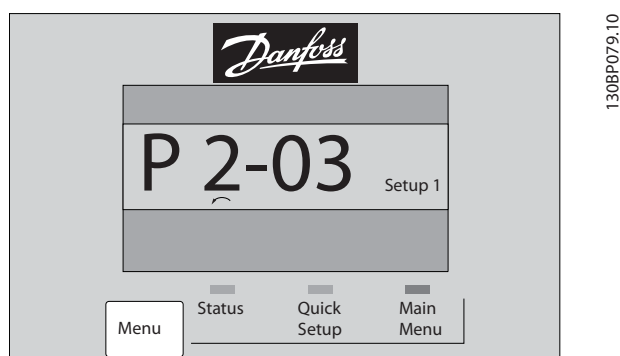 Danfoss
P 2-03
Setup 1
Status
Quick
Setup
Main
Menu
Menu
130BP079.10